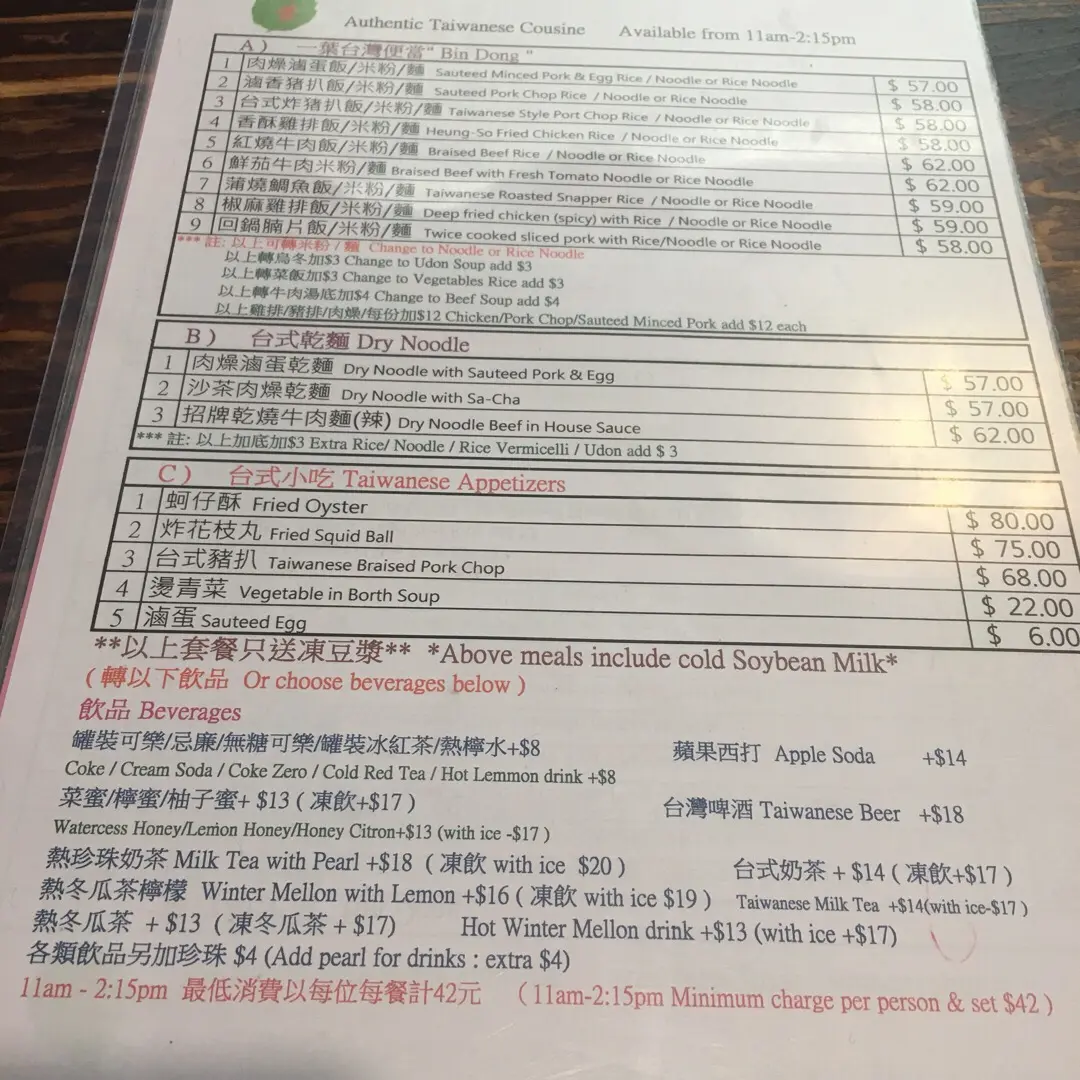 Authentic Taiwanese Cousine Available from 11am-2:15pm
A) 一葉台灣便當" Bin Dong "
1 肉燥滷蛋飯/米粉/麵 Sauteed Minced Pork & Egg Rice / Noodle or Rice Noodle $ 57.00
2 滷香猪扒飯/米粉/麵 Sauteed Pork Chop Rice / Noodle or Rice Noodle $ 58.00
3 台式炸猪扒飯/米粉/麵 Taiwanese Style Port Chop Rice / Noodle or Rice Noodle $ 58.00
4 香酥雞排飯/米粉/麵 Heung-So Fried Chicken Rice / Noodle or Rice Noodle $ 58.00
5 紅燒牛肉飯/米粉/麵 Braised Beef Rice / Noodle or Rice Noodle $ 62.00
6 鮮茄牛肉米粉/麵 Braised Beef with Fresh Tomato Noodle or Rice Noodle $ 62.00
7 蒲燒鯛魚飯/米粉/麵 Taiwanese Roasted Snapper Rice / Noodle or Rice Noodle $ 59.00
8 椒麻雞排飯/米粉/麵 Deep fried chicken (spicy) with Rice / Noodle or Rice Noodle $ 59.00
9 回鍋腩片飯/米粉/麵 Twice cooked sliced pork with Rice/Noodle or Rice Noodle $ 58.00
*** 註: 以上可轉米粉 / 麵 Change to Noodle or Rice Noodle
以上轉烏冬加$3 Change to Udon Soup add $3
以上轉菜飯加$3 Change to Vegetables Rice add $3
以上轉牛肉湯底加$4 Change to Beef Soup add $4
以上雞排/豬排/肉燥/每份加$12 Chicken/Pork Chop/Sauteed Minced Pork add $12 each
B) 台式乾麵 Dry Noodle
1 肉燥滷蛋乾麵 Dry Noodle with Sauteed Pork & Egg $ 57.00
2 沙茶肉燥乾麵 Dry Noodle with Sa-Cha $ 57.00
3 招牌乾燒牛肉麵(辣) Dry Noodle Beef in House Sauce $ 62.00
*** 註: 以上加底加$3 Extra Rice/ Noodle / Rice Vermicelli / Udon add $ 3
C) 台式小吃 Taiwanese Appetizers
1 蚵仔酥 Fried Oyster $ 80.00
2 炸花枝丸 Fried Squid Ball $ 75.00
3 台式豬扒 Taiwanese Braised Pork Chop $ 68.00
4 燙青菜 Vegetable in Borth Soup $ 22.00
5 滷蛋 Sauteed Egg $ 6.00
**以上套餐只送凍豆漿** *Above meals include cold Soybean Milk*
( 轉以下飲品 Or choose beverages below )
飲品 Beverages
罐裝可樂/忌廉/無糖可樂/罐裝冰紅茶/熱檸水+$8 蘋果西打 Apple Soda +$14
Coke / Cream Soda / Coke Zero / Cold Red Tea / Hot Lemmon drink +$8
菜蜜/檸蜜/柚子蜜+ $13 ( 凍飲+$17 ) 台灣啤酒 Taiwanese Beer +$18
Watercess Honey/Lemon Honey/Honey Citron+$13 (with ice -$17 )
熱珍珠奶茶 Milk Tea with Pearl +$18 ( 凍飲 with ice $20 ) 台式奶茶 + $14 ( 凍飲+$17 )
熱冬瓜茶檸檬 Winter Mellon with Lemon +$16 ( 凍飲 with ice $19 ) Taiwanese Milk Tea +$14(with ice-$17 )
熱冬瓜茶 + $13 ( 凍冬瓜茶 + $17) Hot Winter Mellon drink +$13 (with ice +$17)
各類飲品另加珍珠 $4 (Add pearl for drinks : extra $4)
11am - 2:15pm 最低消費以每位每餐計42元 ( 11am-2:15pm Minimum charge per person & set $42 )